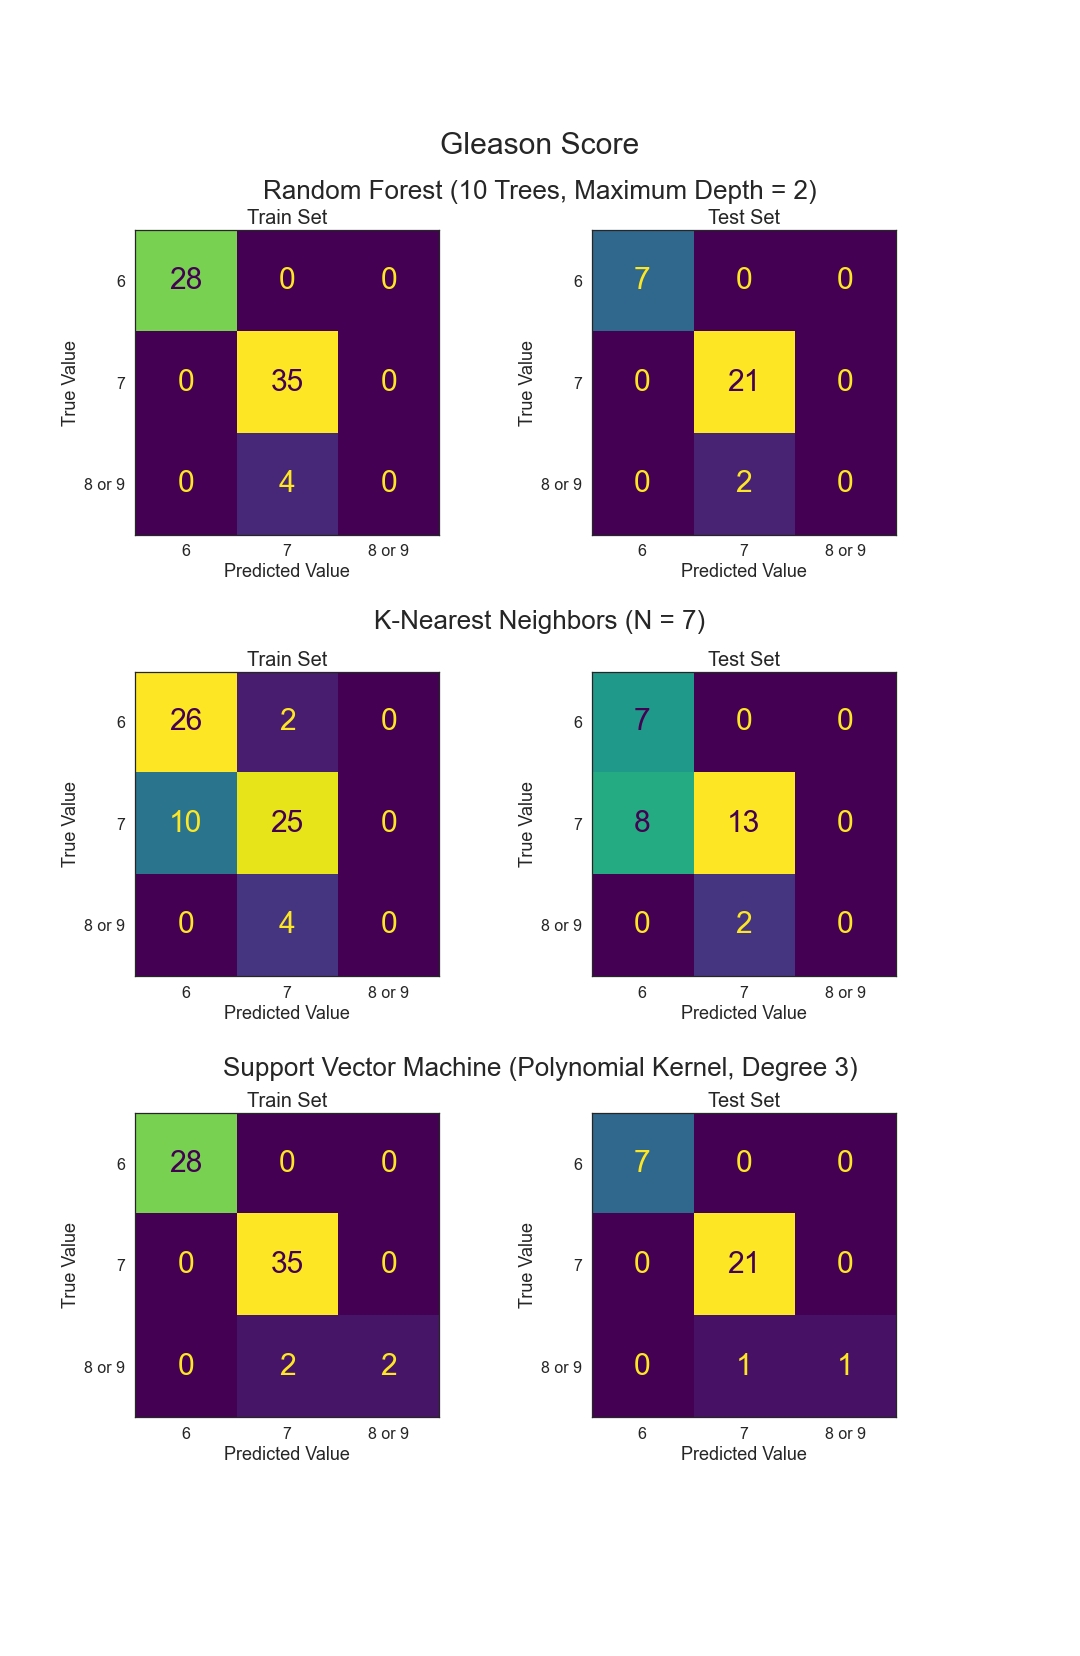 Gleason Score
Random Forest (10 Trees, Maximum Depth = 2)
Train Set
True Value
6 28 0 0
7 0 35 0
8 or 9 0 4 0
6 7 8 or 9
Predicted Value
Test Set
True Value
6 7 0 0
7 0 21 0
8 or 9 0 2 0
6 7 8 or 9
Predicted Value
K-Nearest Neighbors (N = 7)
Train Set
True Value
6 26 2 0
7 10 25 0
8 or 9 0 4 0
6 7 8 or 9
Predicted Value
Test Set
True Value
6 7 0 0
7 8 13 0
8 or 9 0 2 0
6 7 8 or 9
Predicted Value
Support Vector Machine (Polynomial Kernel, Degree 3)
Train Set
True Value
6 28 0 0
7 0 35 0
8 or 9 0 2 2
6 7 8 or 9
Predicted Value
Test Set
True Value
6 7 0 0
7 0 21 0
8 or 9 0 1 1
6 7 8 or 9
Predicted Value